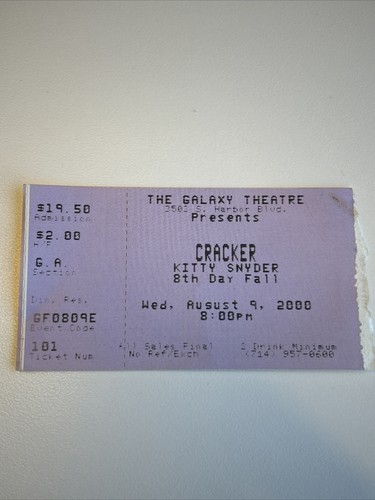 $19.50
Admission
$2.00
H/F
G.A.
Section
Din. Res.
GF0809E
Event Code
101
Ticket Num
THE GALAXY THEATRE
3503 S. Harbor Blvd.
Presents
CRACKER
KITTY SNYDER
8th Day Fall
Wed, August 9, 2000
8:00pm
All Sales Final
No Ref/Exch
2 Drink Minimum
(714) 957-0600